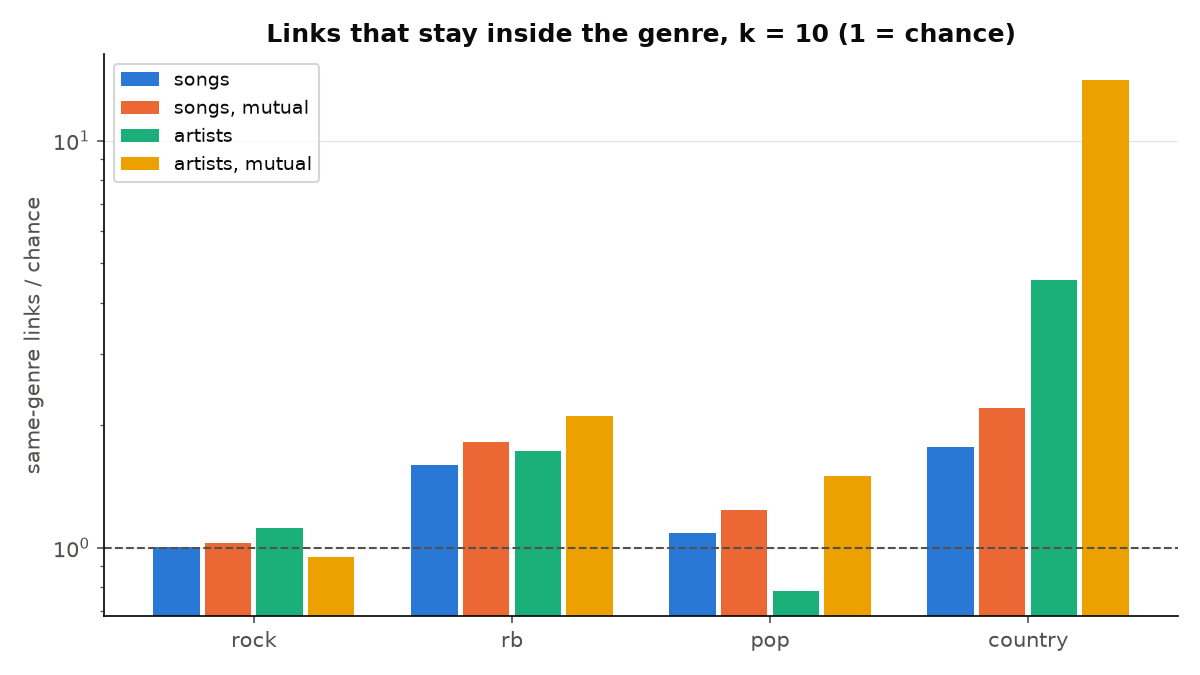 Links that stay inside the genre, k = 10 (1 = chance)
songs
songs, mutual
artists
artists, mutual
same-genre links / chance
10¹
10⁰
rock
rb
pop
country